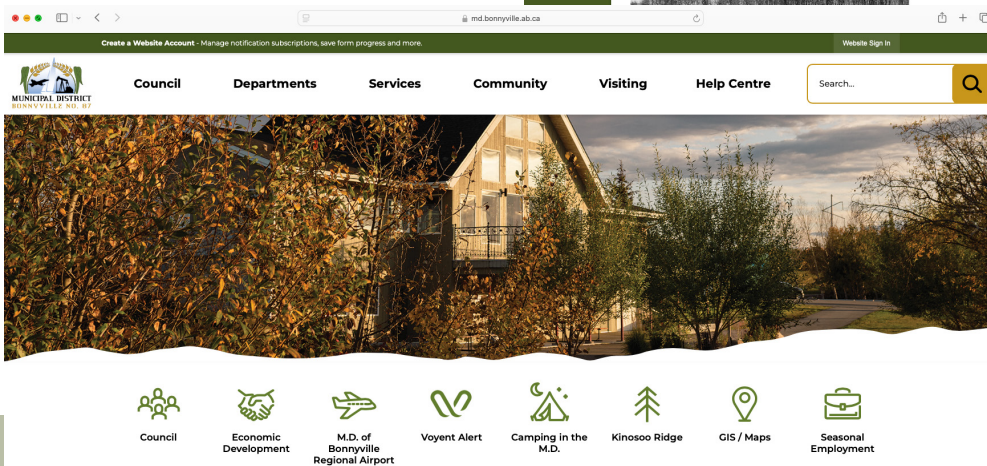 md.bonnyville.ab.ca
Create a Website Account - Manage notification subscriptions, save form progress and more.
Website Sign In
MUNICIPAL DISTRICT
BONNYVILLE NO. 87
Council
Departments
Services
Community
Visiting
Help Centre
Search...
Council
Economic
Development
M.D. of
Bonnyville
Regional Airport
Voyent Alert
Camping in the
M.D.
Kinosoo Ridge
GIS / Maps
Seasonal
Employment